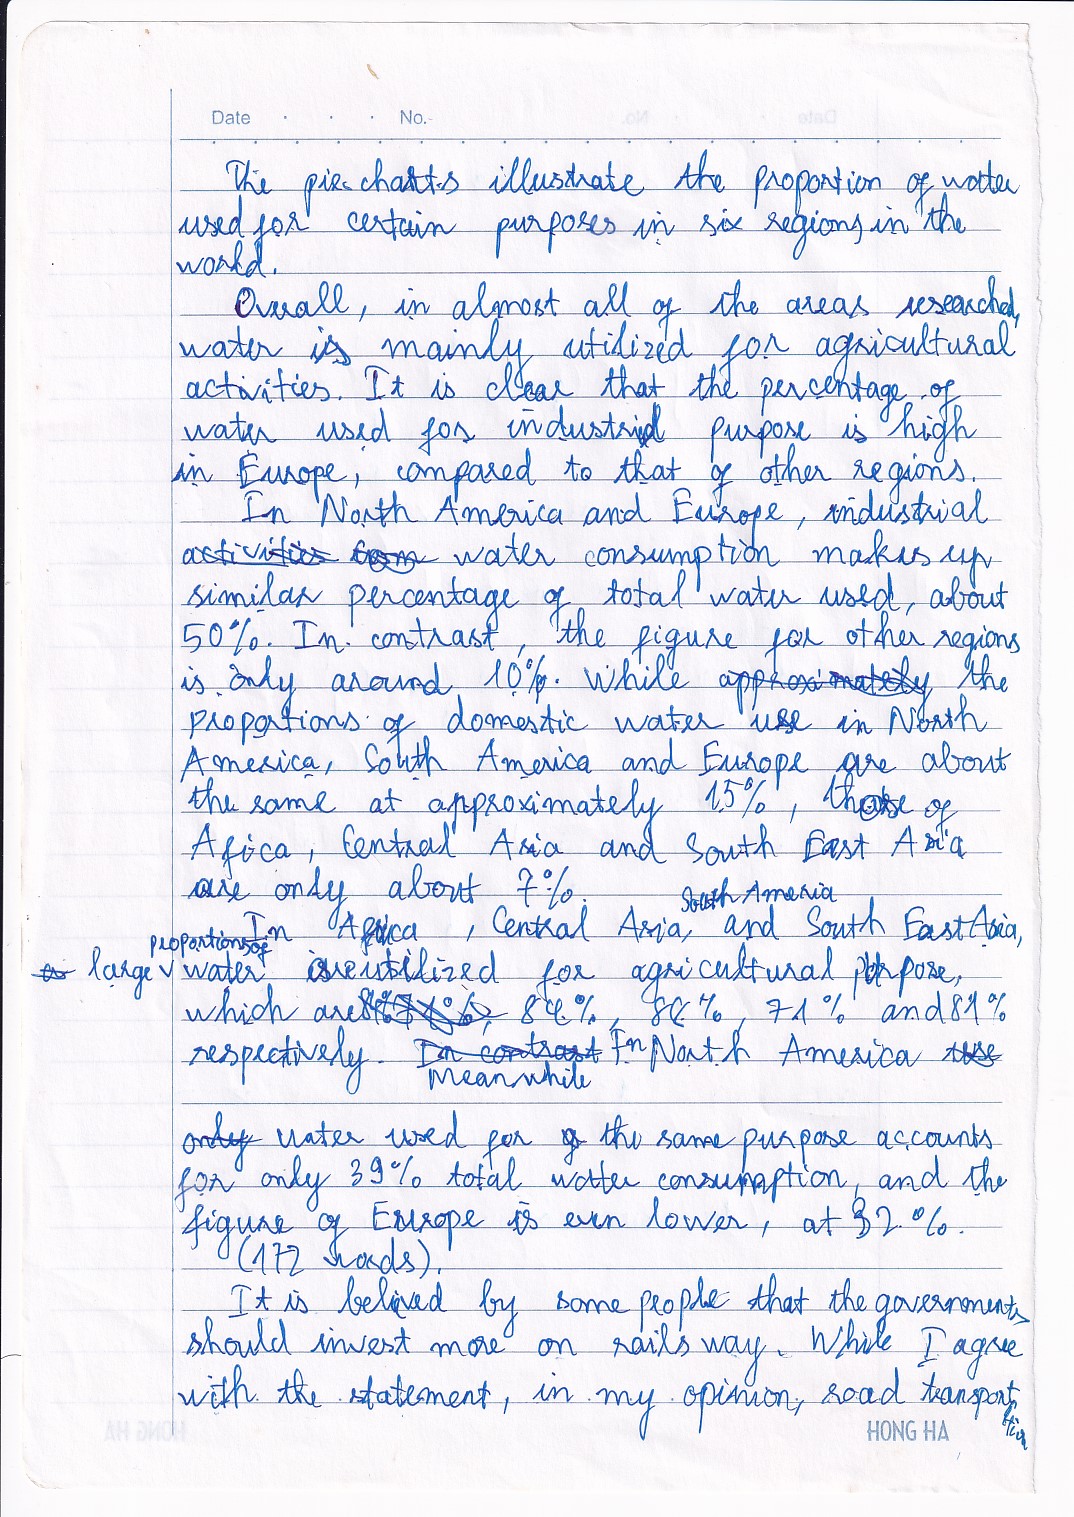 Date . . . No.
The pie charts illustrate the proportion of water
used for certain purposes in six regions in the
world.
Overall, in almost all of the areas researched,
water is mainly utilized for agricultural
activities. It is clear that the percentage of
water used for industrial purpose is high
in Europe, compared to that of other regions.
In North America and Europe, industrial
activities water consumption makes up
similar percentage of total water used, about
50%. In contrast, the figure for other regions
is only around 10%. While approximately the
proportions of domestic water use in North
America, South America and Europe are about
the same at approximately 15%, those of
Africa, Central Asia and South East Asia
are only about 7%.
South America
In Africa, Central Asia, and South East Asia,
proportions of
large water are utilized for agricultural purpose,
which are 84%, 88%, 71% and 81%
respectively. In contrast In North America
Meanwhile
only water used for the same purpose accounts
for only 39% total water consumption, and the
figure of Europe is even lower, at 32%.
(172 words).
It is belived by some people that the governments
should invest more on rails way. While I agree
with the statement, in my opinion, road transport
tion
HONG HA